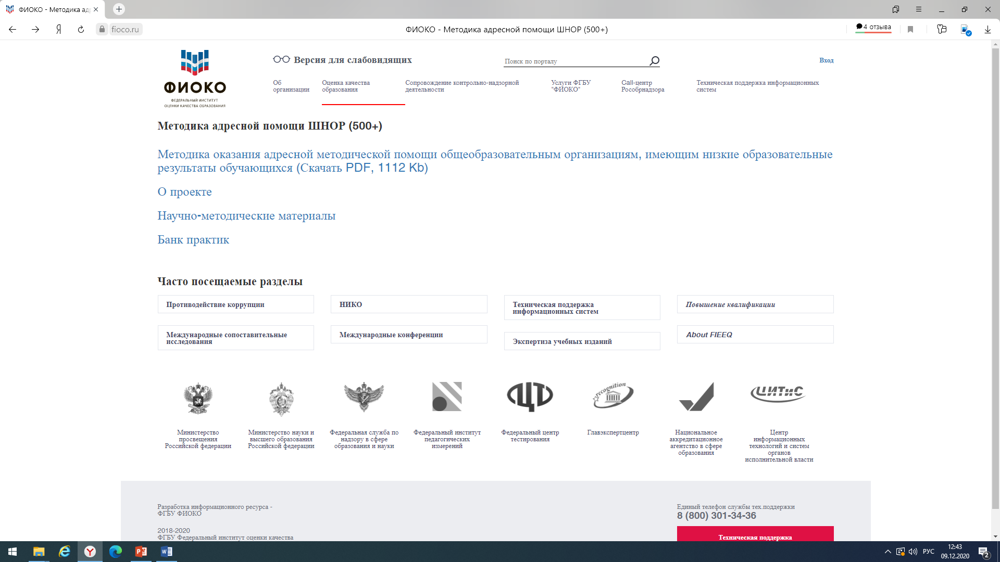 ФИОКО - Методика адр
fioco.ru
ФИОКО - Методика адресной помощи ШНОР (500+)
4 отзыва
ФИОКО
ФЕДЕРАЛЬНЫЙ ИНСТИТУТ
ОЦЕНКИ КАЧЕСТВА ОБРАЗОВАНИЯ
Версия для слабовидящих
Поиск по порталу
Вход
Об
организации
Оценка качества
образования
Сопровождение контрольно-надзорной
деятельности
Услуги ФГБУ
"ФИОКО"
Call-центр
Рособрнадзора
Техническая поддержка информационных
систем
Методика адресной помощи ШНОР (500+)
Методика оказания адресной методической помощи общеобразовательным организациям, имеющим низкие образовательные
результаты обучающихся (Скачать PDF, 1112 Kb)
О проекте
Научно-методические материалы
Банк практик
Часто посещаемые разделы
Противодействие коррупции
НИКО
Техническая поддержка
информационных систем
Повышение квалификации
Международные сопоставительные
исследования
Международные конференции
Экспертиза учебных изданий
About FIEEQ
ЦТ
recognition
ЦИТиС
Министерство
просвещения
Российской федерации
Министерство науки и
высшего образования
Российской федерации
Федеральная служба по
надзору в сфере
образования и науки
Федеральный институт
педагогических
измерений
Федеральный центр
тестирования
Главэкспертцентр
Национальное
аккредитационное
агентство в сфере
образования
Центр
информационных
технологий и систем
органов
исполнительной власти
Разработка информационного ресурса -
ФГБУ ФИОКО
2018-2020
ФГБУ Федеральный институт оценки качества
Единый телефон службы тех.поддержки
8 (800) 301-34-36
Техническая поддержка
РУС
12:43
09.12.2020
2